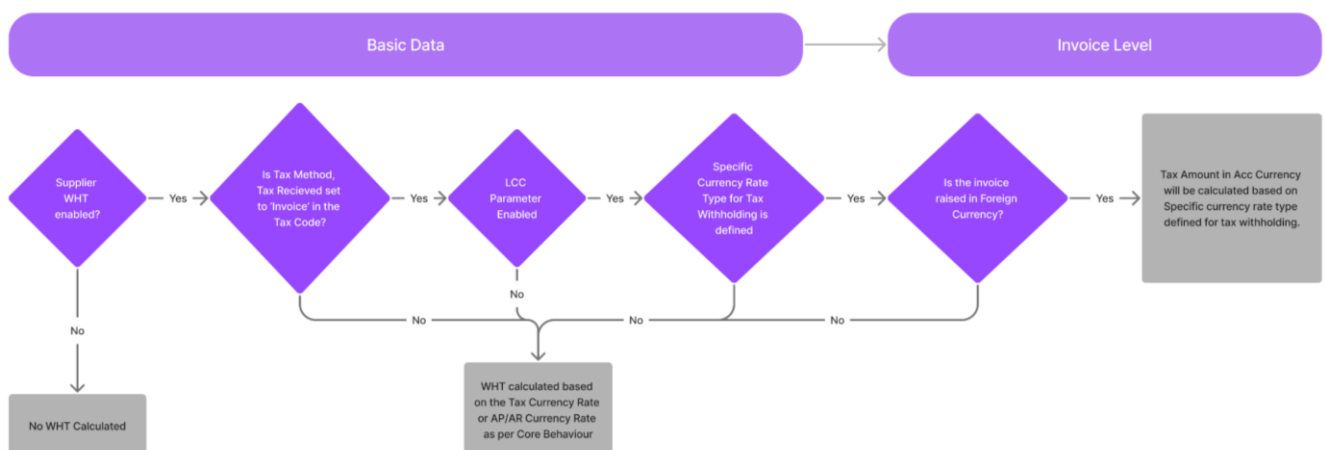 Basic Data
Invoice Level
Supplier
WHT
enabled?
Yes
Is Tax Method,
Tax Recieved set
to 'Invoice' in the
Tax Code?
Yes
LCC
Parameter
Enabled
Yes
Specific
Currency Rate
Type for Tax
Withholding is
defined
Yes
Is the invoice
raised in Foreign
Currency?
Yes
Tax Amount in Acc Currency
will be calculated based on
Specific currency rate type
defined for tax withholding.
No
No
No
No
No
No WHT Calculated
WHT calculated based
on the Tax Currency Rate
or AP/AR Currency Rate
as per Core Behaviour